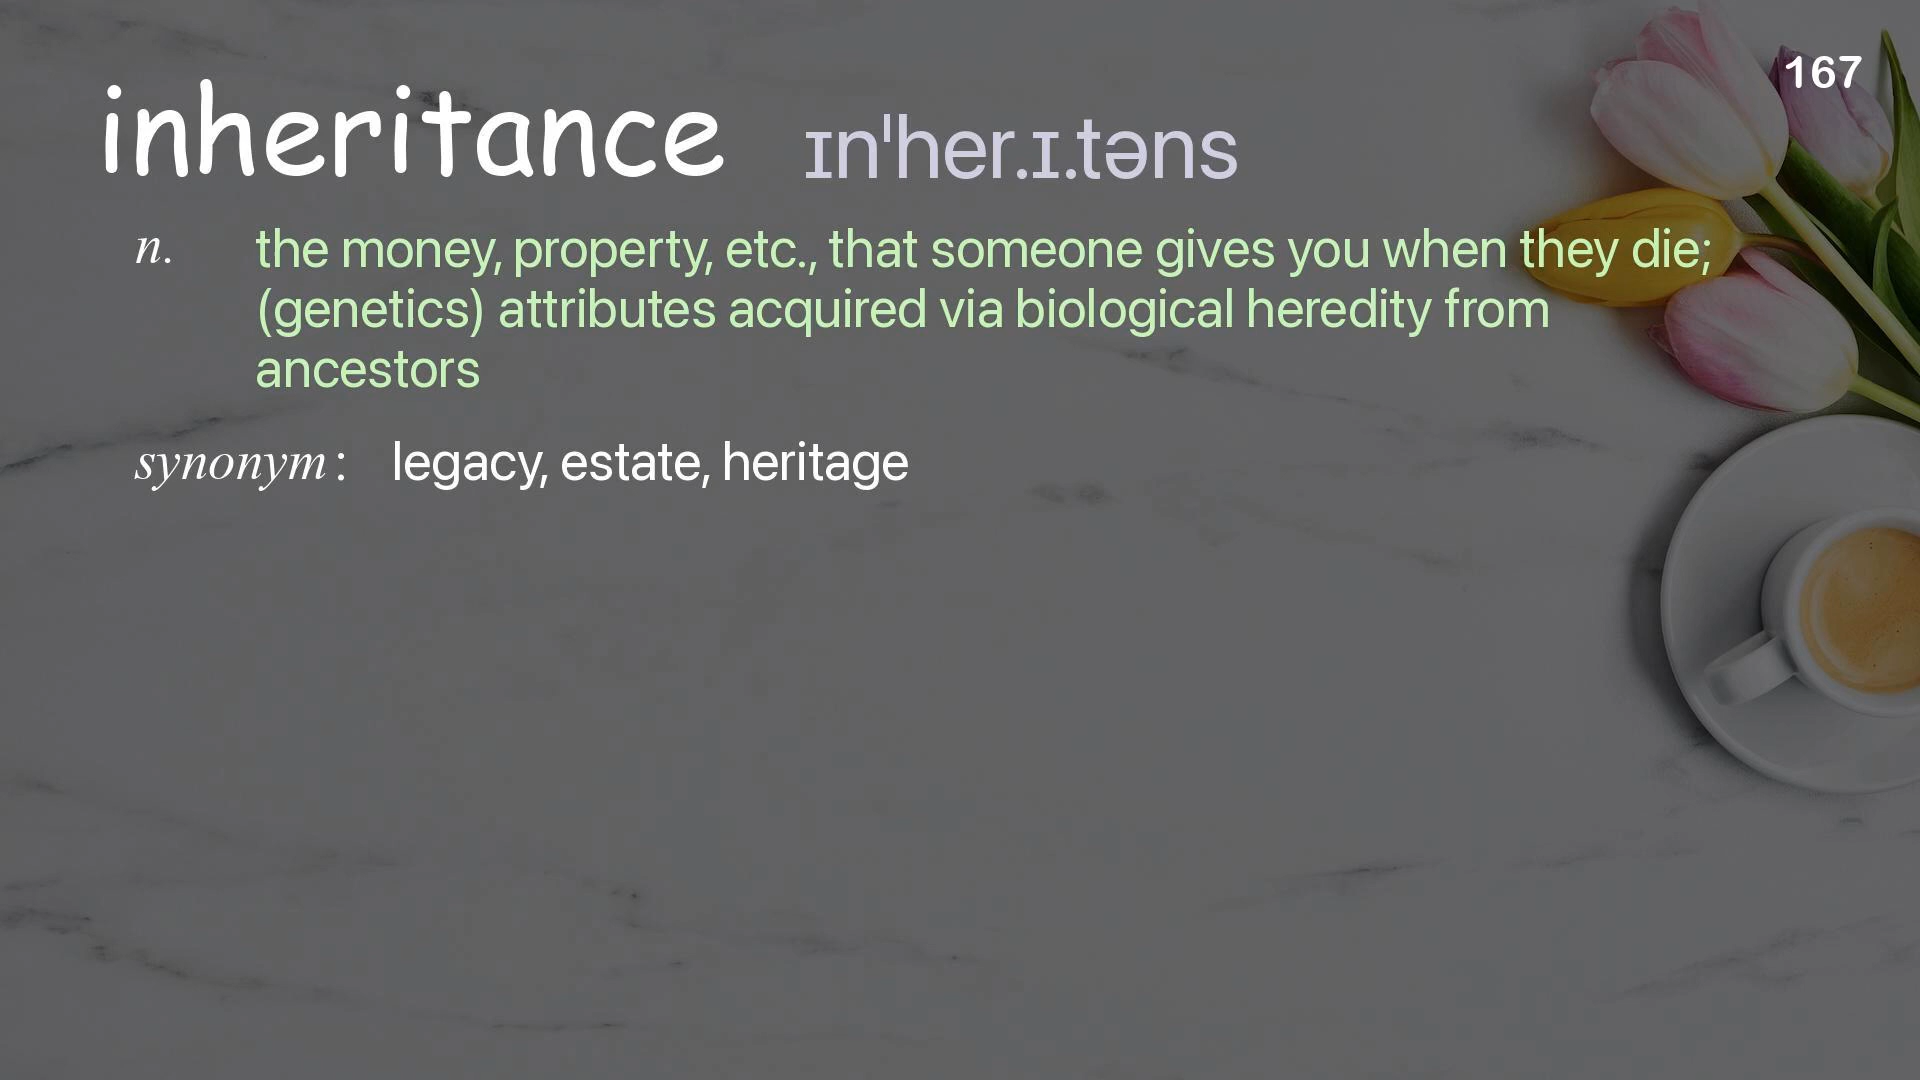 167
inheritance ɪnˈher.ɪ.təns
n. the money, property, etc., that someone gives you when they die;
(genetics) attributes acquired via biological heredity from
ancestors
synonym: legacy, estate, heritage